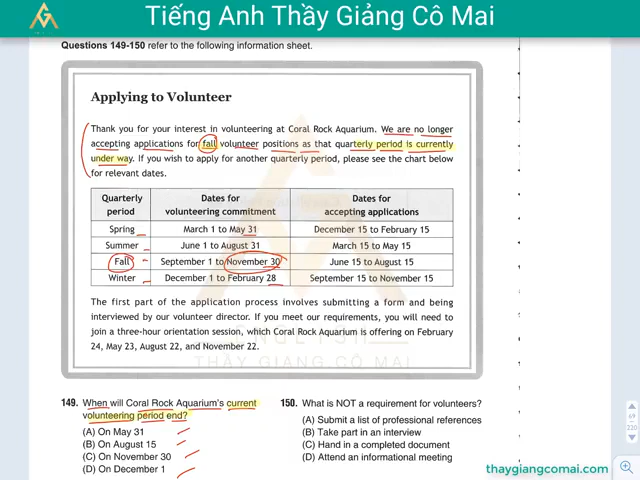 Tiếng Anh Thầy Giảng Cô Mai
Questions 149-150 refer to the following information sheet.
Applying to Volunteer
Thank you for your interest in volunteering at Coral Rock Aquarium. We are no longer
accepting applications for fall volunteer positions as that quarterly period is currently
under way. If you wish to apply for another quarterly period, please see the chart below
for relevant dates.
Quarterly period | Dates for volunteering commitment | Dates for accepting applications
Spring | March 1 to May 31 | December 15 to February 15
Summer | June 1 to August 31 | March 15 to May 15
Fall | September 1 to November 30 | June 15 to August 15
Winter | December 1 to February 28 | September 15 to November 15
The first part of the application process involves submitting a form and being
interviewed by our volunteer director. If you meet our requirements, you will need to
join a three-hour orientation session, which Coral Rock Aquarium is offering on February
24, May 23, August 22, and November 22.
ENGLISH
THẦY GIẢNG CÔ MAI
149. When will Coral Rock Aquarium's current
volunteering period end?
(A) On May 31
(B) On August 15
(C) On November 30
(D) On December 1
150. What is NOT a requirement for volunteers?
(A) Submit a list of professional references
(B) Take part in an interview
(C) Hand in a completed document
(D) Attend an informational meeting
69
220
thaygiangcomai.com